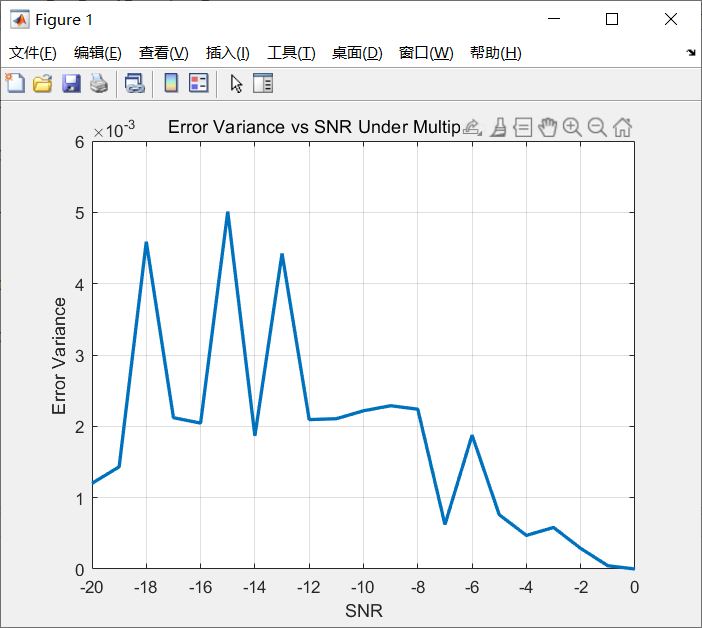 Figure 1
文件(F) 编辑(E) 查看(V) 插入(I) 工具(T) 桌面(D) 窗口(W) 帮助(H)
×10-3
Error Variance vs SNR Under Multip
6
5
4
3
2
1
0
Error Variance
-20 -18 -16 -14 -12 -10 -8 -6 -4 -2 0
SNR